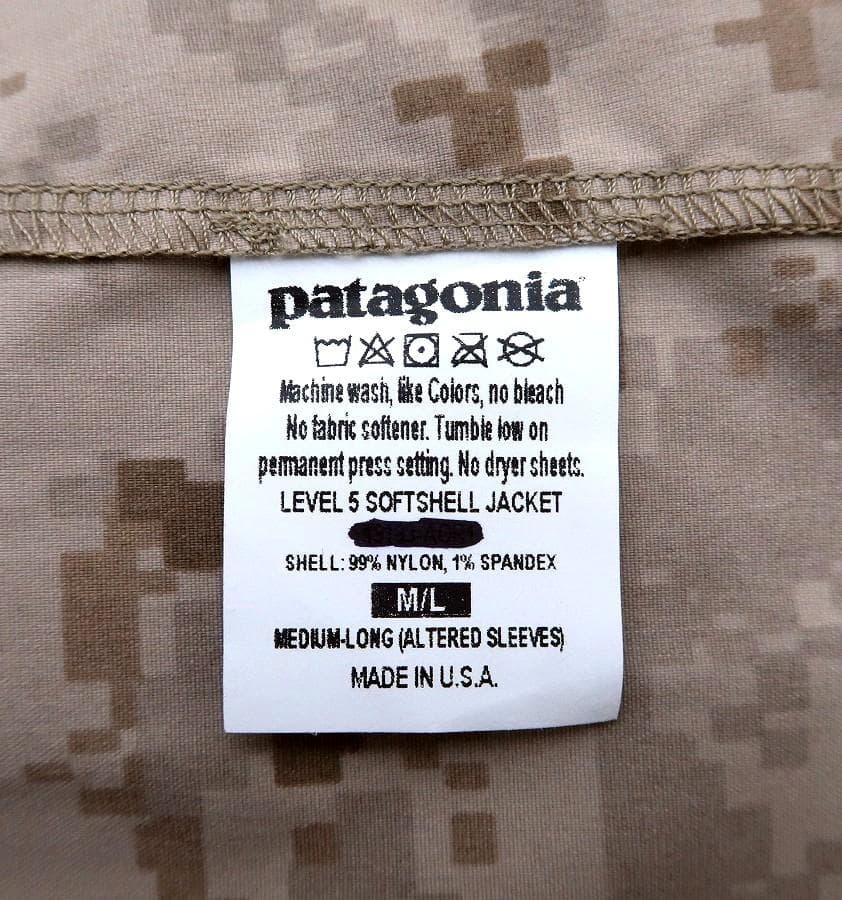 patagonia
Machine wash, like Colors, no bleach
No fabric softener. Tumble low on
permanent press setting. No dryer sheets.
LEVEL 5 SOFTSHELL JACKET
SHELL: 99% NYLON, 1% SPANDEX
M/L
MEDIUM-LONG (ALTERED SLEEVES)
MADE IN U.S.A.